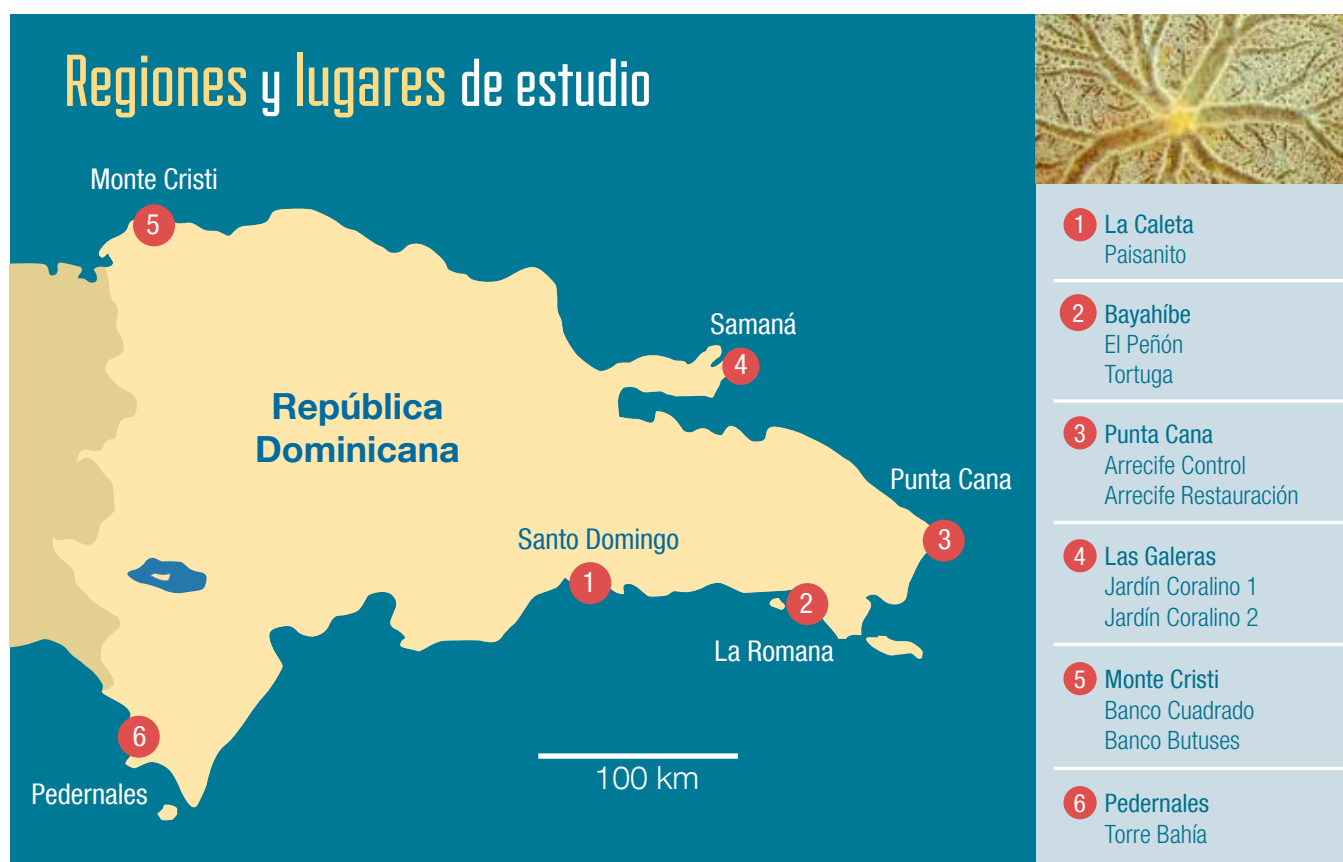 Regiones y lugares de estudio
Monte Cristi
5
Samaná
4
República
Dominicana
Punta Cana
3
Santo Domingo
1
2
La Romana
6
Pedernales
100 km
1 La Caleta
Paisanito
2 Bayahíbe
El Peñón
Tortuga
3 Punta Cana
Arrecife Control
Arrecife Restauración
4 Las Galeras
Jardín Coralino 1
Jardín Coralino 2
5 Monte Cristi
Banco Cuadrado
Banco Butuses
6 Pedernales
Torre Bahía